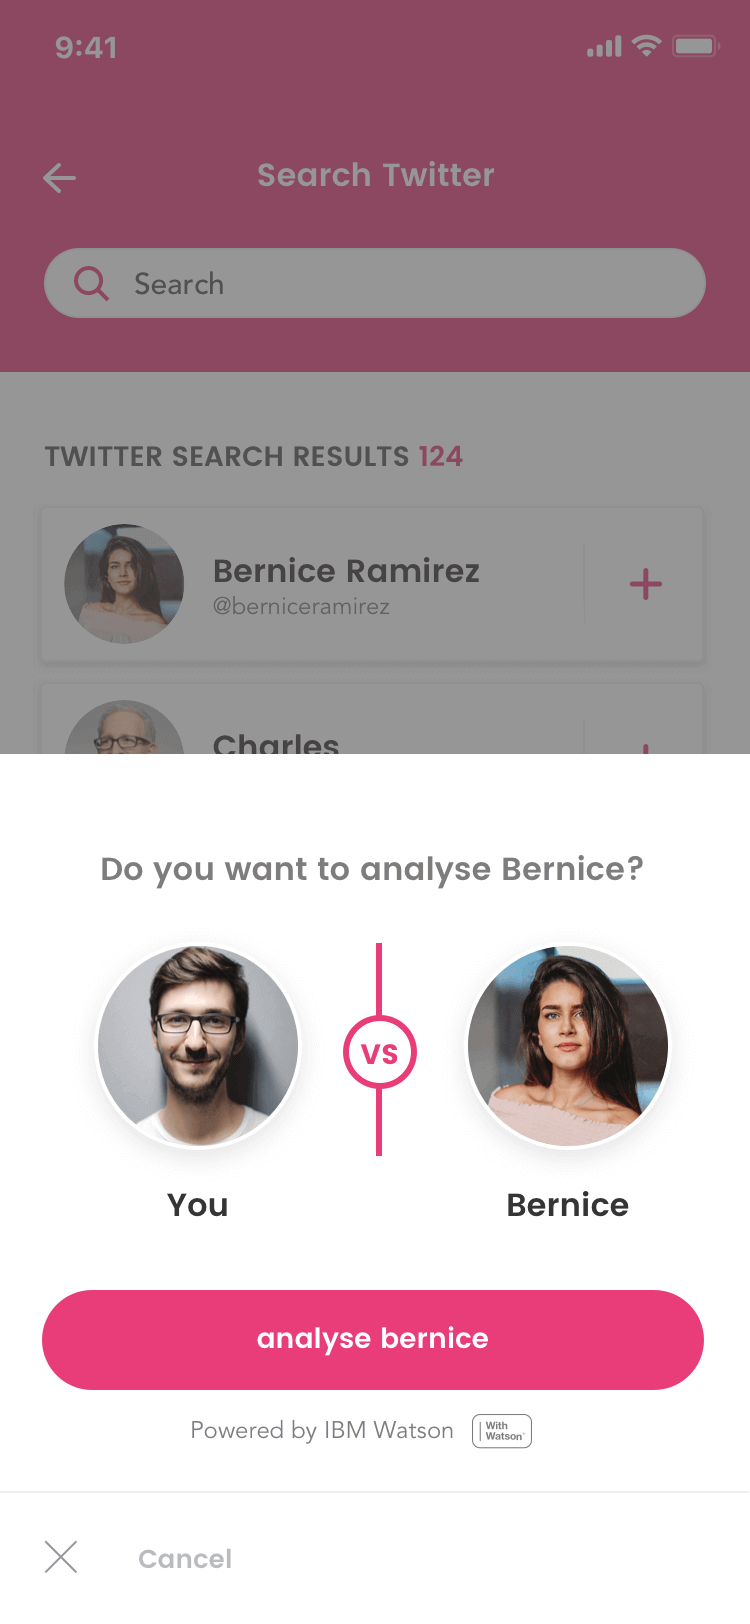 9:41
Search Twitter
Search
TWITTER SEARCH RESULTS 124
Bernice Ramirez
@berniceramirez
Charles
Do you want to analyse Bernice?
VS
You
Bernice
analyse bernice
Powered by IBM Watson
With
Watson
Cancel